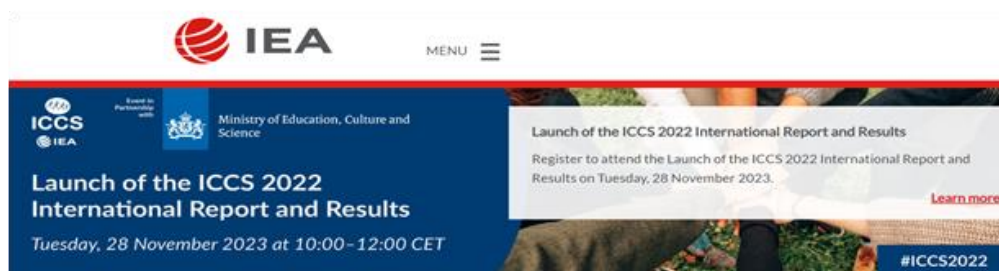 IEA
MENU
ICCS
IEA
Event in
Partnership
with
Ministry of Education, Culture and
Science
Launch of the ICCS 2022
International Report and Results
Tuesday, 28 November 2023 at 10:00–12:00 CET
Launch of the ICCS 2022 International Report and Results
Register to attend the Launch of the ICCS 2022 International Report and
Results on Tuesday, 28 November 2023.
Learn more
#ICCS2022